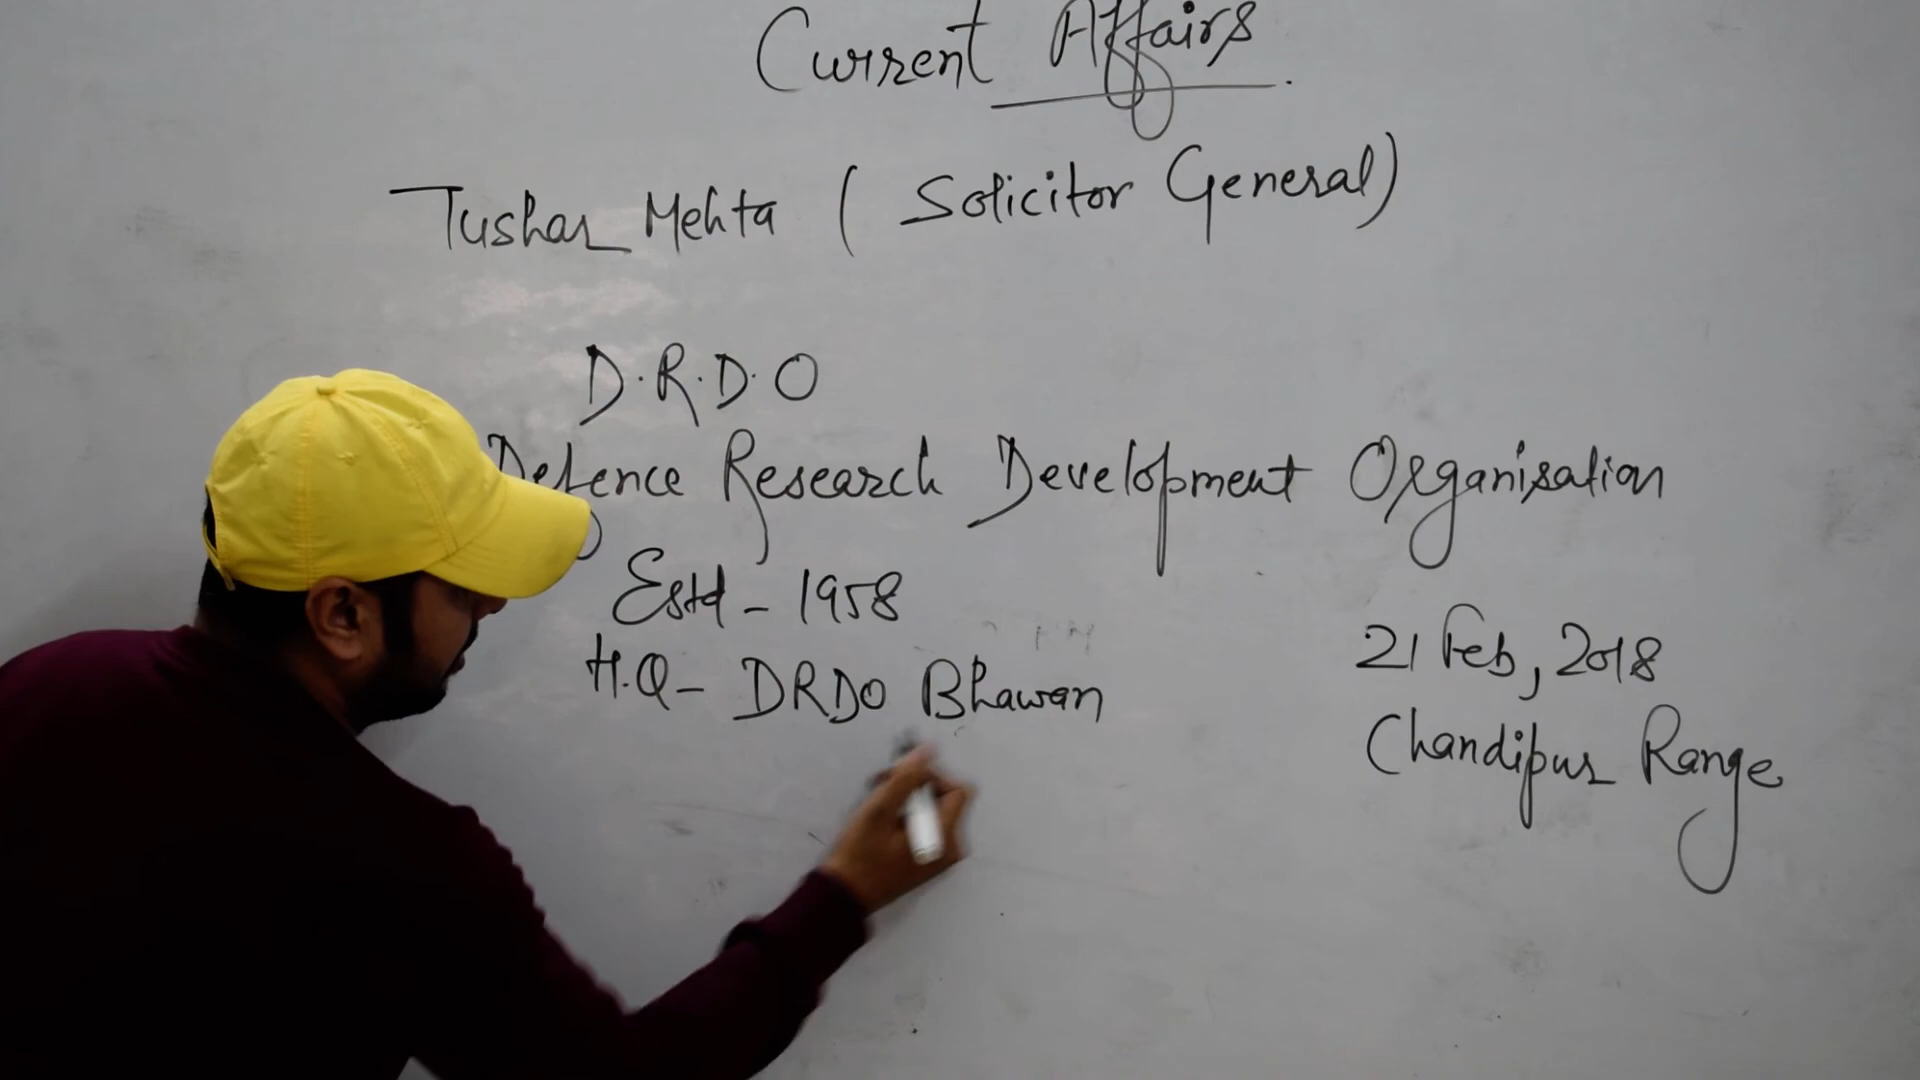 Current Affairs.
Tushar Mehta ( Solicitor General)
D.R.D.O
Defence Research Development Organisation
Estd - 1958
H.Q - DRDO Bhawan
21 Feb, 2018
Chandipur Range